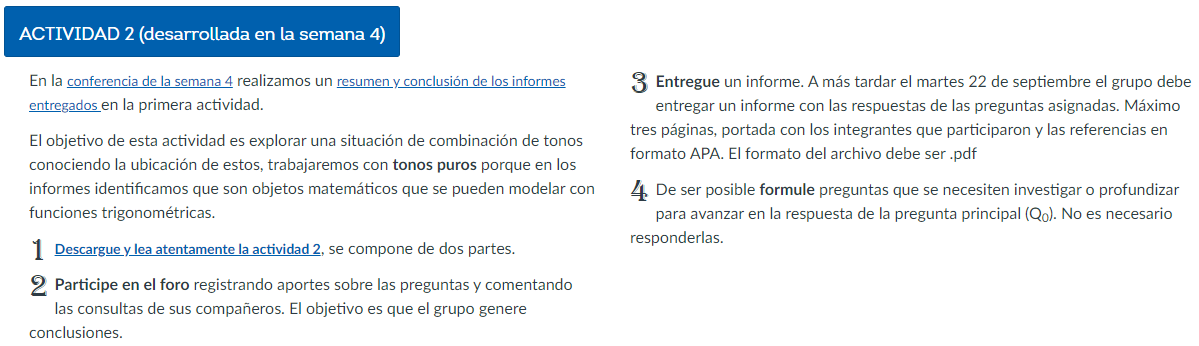 ACTIVIDAD 2 (desarrollada en la semana 4)
En la conferencia de la semana 4 realizamos un resumen y conclusión de los informes
entregados en la primera actividad.
El objetivo de esta actividad es explorar una situación de combinación de tonos
conociendo la ubicación de estos, trabajaremos con tonos puros porque en los
informes identificamos que son objetos matemáticos que se pueden modelar con
funciones trigonométricas.
1 Descargue y lea atentamente la actividad 2, se compone de dos partes.
2 Participe en el foro registrando aportes sobre las preguntas y comentando
las consultas de sus compañeros. El objetivo es que el grupo genere
conclusiones.
3 Entregue un informe. A más tardar el martes 22 de septiembre el grupo debe
entregar un informe con las respuestas de las preguntas asignadas. Máximo
tres páginas, portada con los integrantes que participaron y las referencias en
formato APA. El formato del archivo debe ser .pdf
4 De ser posible formule preguntas que se necesiten investigar o profundizar
para avanzar en la respuesta de la pregunta principal (Q0). No es necesario
responderlas.